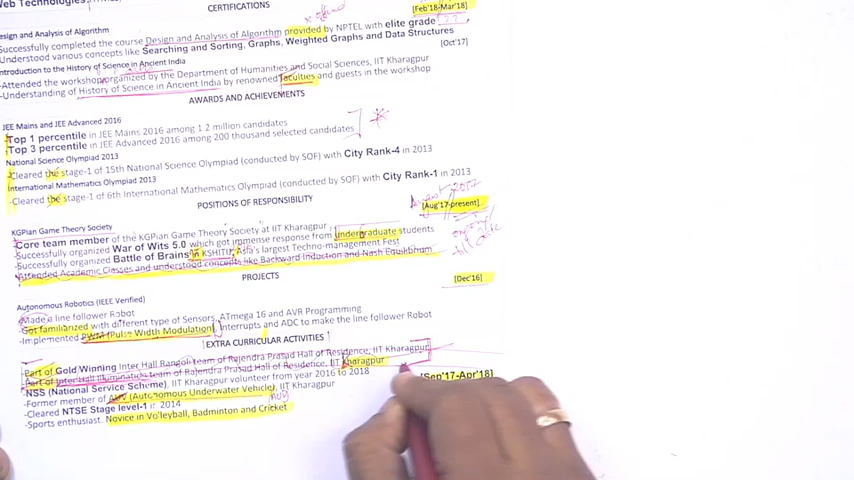 Web Technologies
CERTIFICATIONS
[Feb'18-Mar'18]
Design and Analysis of Algorithm
-Successfully completed the course Design and Analysis of Algorithm provided by NPTEL with elite grade
-Understood various concepts like Searching and Sorting, Graphs, Weighted Graphs and Data Structures
Introduction to the History of Science in Ancient India
[Oct'17]
-Attended the workshop organized by the Department of Humanities and Social Sciences, IIT Kharagpur
-Understanding of History of Science in Ancient India by renowned faculties and guests in the workshop
AWARDS AND ACHIEVEMENTS
JEE Mains and JEE Advanced 2016
-Top 1 percentile in JEE Mains 2016 among 1.2 million candidates
-Top 3 percentile in JEE Advanced 2016 among 200 thousand selected candidates
National Science Olympiad 2013
-Cleared the stage-1 of 15th National Science Olympiad (conducted by SOF) with City Rank-4 in 2013
International Mathematics Olympiad 2013
-Cleared the stage-1 of 6th International Mathematics Olympiad (conducted by SOF) with City Rank-1 in 2013
POSITIONS OF RESPONSIBILITY
2017
[Aug'17-present]
KGPian Game Theory Society
Core team member of the KGPian Game Theory Society at IIT Kharagpur
-Successfully organized War of Wits 5.0 which got immense response from undergraduate students
-Successfully organized Battle of Brains in KSHITIJ, Asia's largest Techno-management Fest
-Attended Academic Classes and understood concepts like Backward Induction and Nash Equilibrium
PROJECTS
[Dec'16]
Autonomous Robotics (IEEE Verified)
-Made a line follower Robot
-Got familiarized with different type of Sensors, ATmega 16 and AVR Programming
-Implemented PWM (Pulse Width Modulation), Interrupts and ADC to make the line follower Robot
EXTRA CURRICULAR ACTIVITIES
-Part of Gold Winning Inter Hall Rangoli team of Rajendra Prasad Hall of Residence, IIT Kharagpur
-Part of Inter Hall Illumination team of Rajendra Prasad Hall of Residence, IIT Kharagpur
-NSS (National Service Scheme), IIT Kharagpur volunteer from year 2016 to 2018
[Sep'17-Apr'18]
-Former member of AUV (Autonomous Underwater Vehicle), IIT Kharagpur
AUV
-Cleared NTSE Stage level-1 in 2014
-Sports enthusiast. Novice in Volleyball, Badminton and Cricket